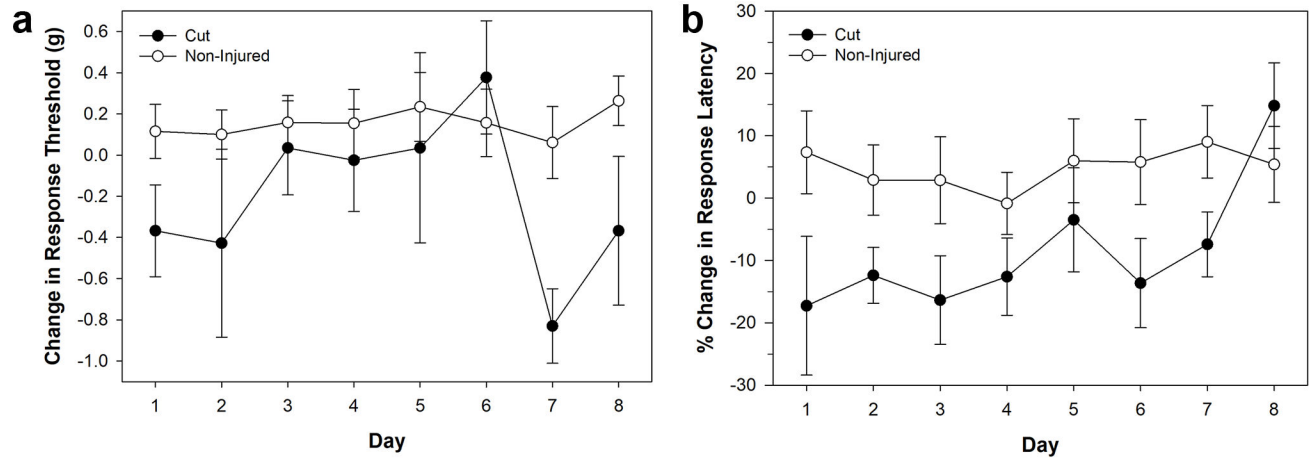 a
Cut
Non-Injured
Change in Response Threshold (g)
0.6
0.4
0.2
0.0
-0.2
-0.4
-0.6
-0.8
-1.0
1 2 3 4 5 6 7 8
Day
b
Cut
Non-Injured
% Change in Response Latency
30
20
10
0
-10
-20
-30
1 2 3 4 5 6 7 8
Day